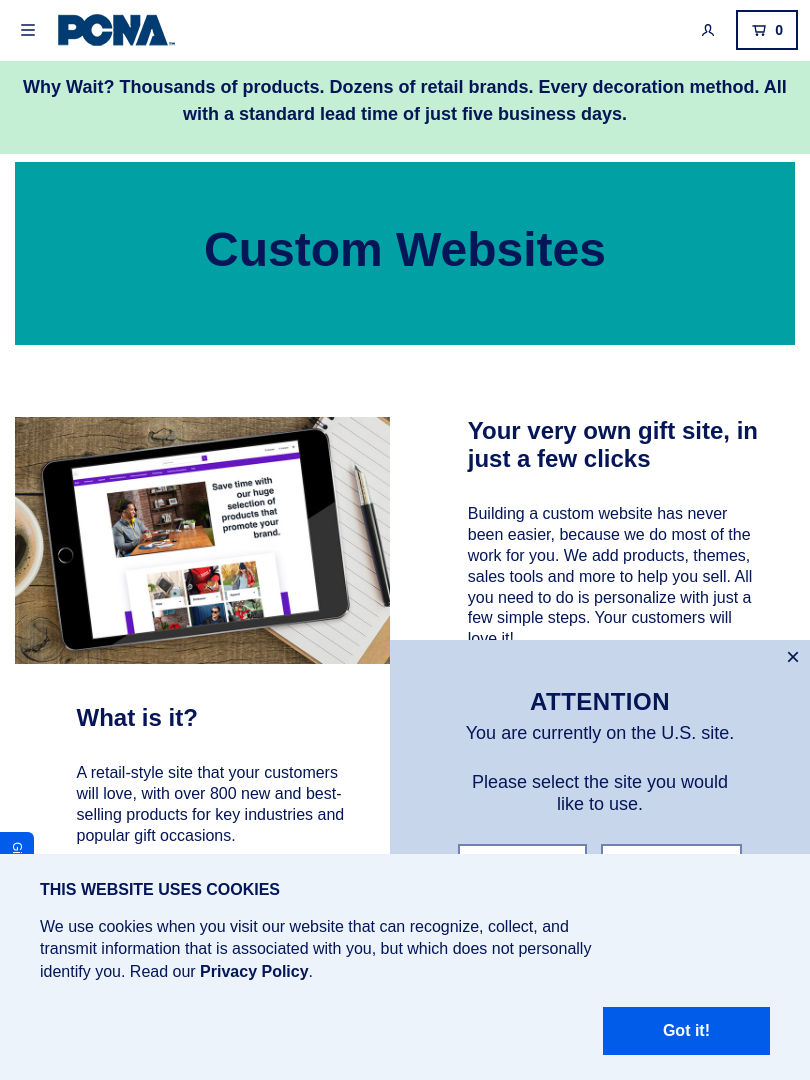 PCNA
0
Why Wait? Thousands of products. Dozens of retail brands. Every decoration method. All
with a standard lead time of just five business days.
Custom Websites
Save time with
our huge
selection of
products that
promote your
brand.
Your very own gift site, in
just a few clicks
Building a custom website has never
been easier, because we do most of the
work for you. We add products, themes,
sales tools and more to help you sell. All
you need to do is personalize with just a
few simple steps. Your customers will
love it!
What is it?
A retail-style site that your customers
will love, with over 800 new and best-
selling products for key industries and
popular gift occasions.
ATTENTION
You are currently on the U.S. site.
Please select the site you would
like to use.
THIS WEBSITE USES COOKIES
We use cookies when you visit our website that can recognize, collect, and
transmit information that is associated with you, but which does not personally
identify you. Read our Privacy Policy.
Got it!